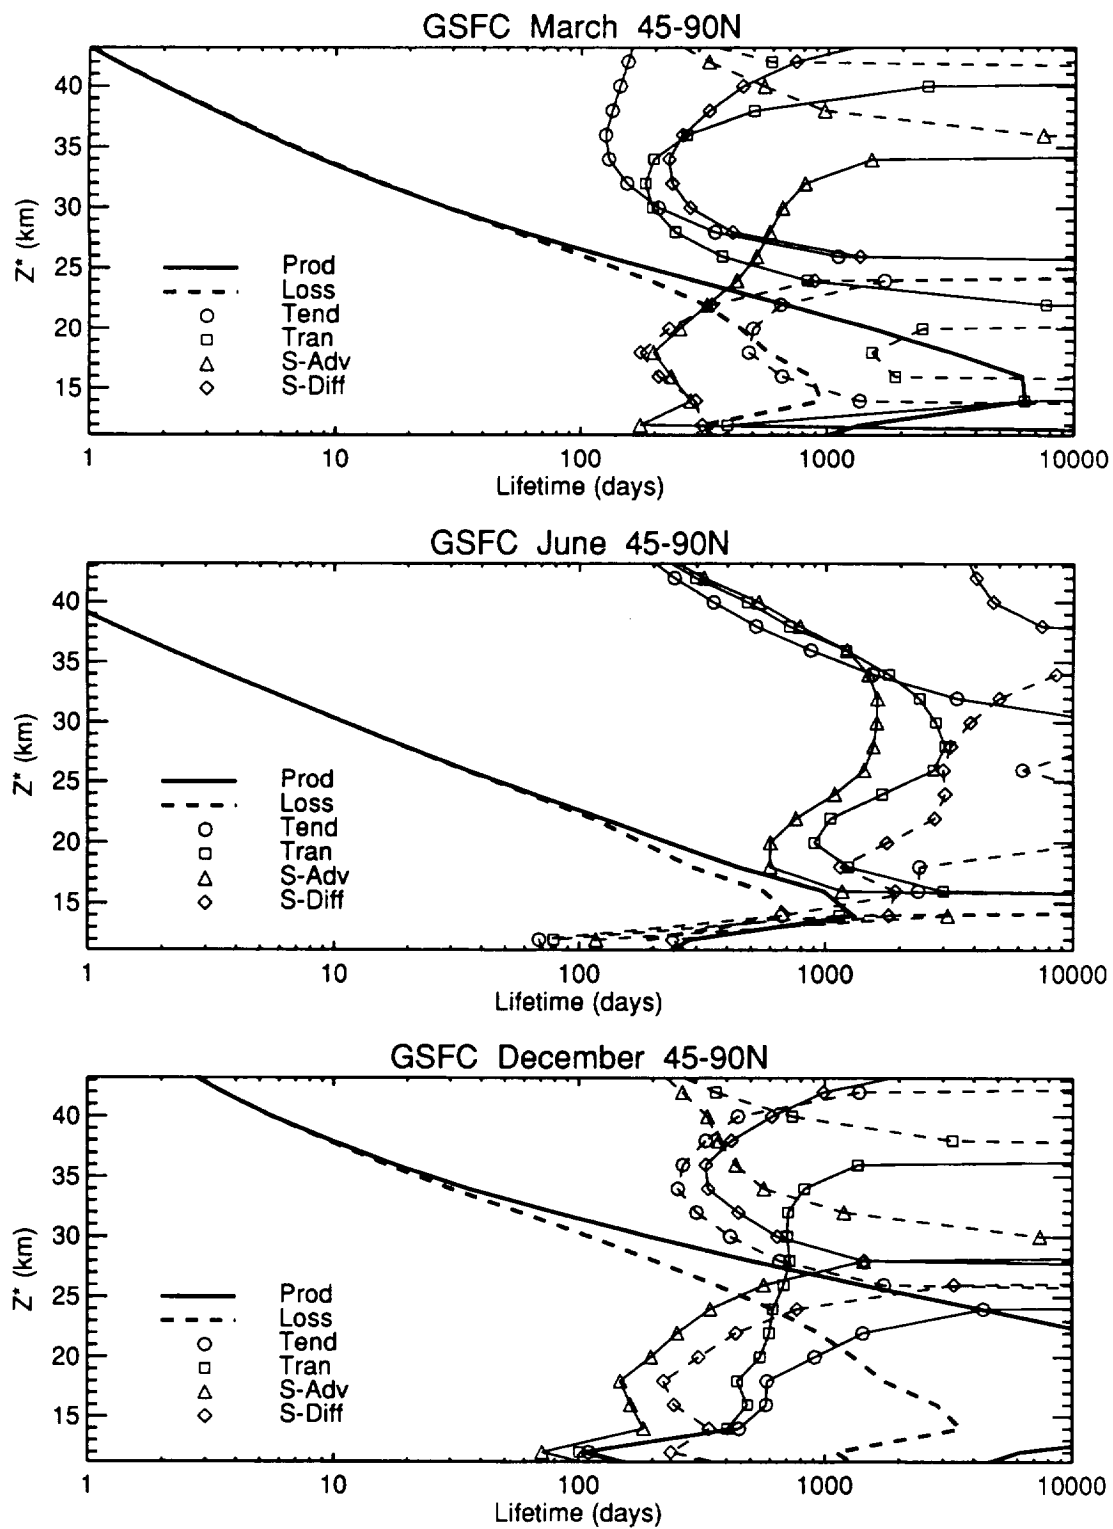 GSFC March 45-90N
40
35
30
25
20
15
Z* (km)
Prod
Loss
Tend
Tran
S-Adv
S-Diff
1 10 100 1000 10000
Lifetime (days)
GSFC June 45-90N
40
35
30
25
20
15
Z* (km)
Prod
Loss
Tend
Tran
S-Adv
S-Diff
1 10 100 1000 10000
Lifetime (days)
GSFC December 45-90N
40
35
30
25
20
15
Z* (km)
Prod
Loss
Tend
Tran
S-Adv
S-Diff
1 10 100 1000 10000
Lifetime (days)